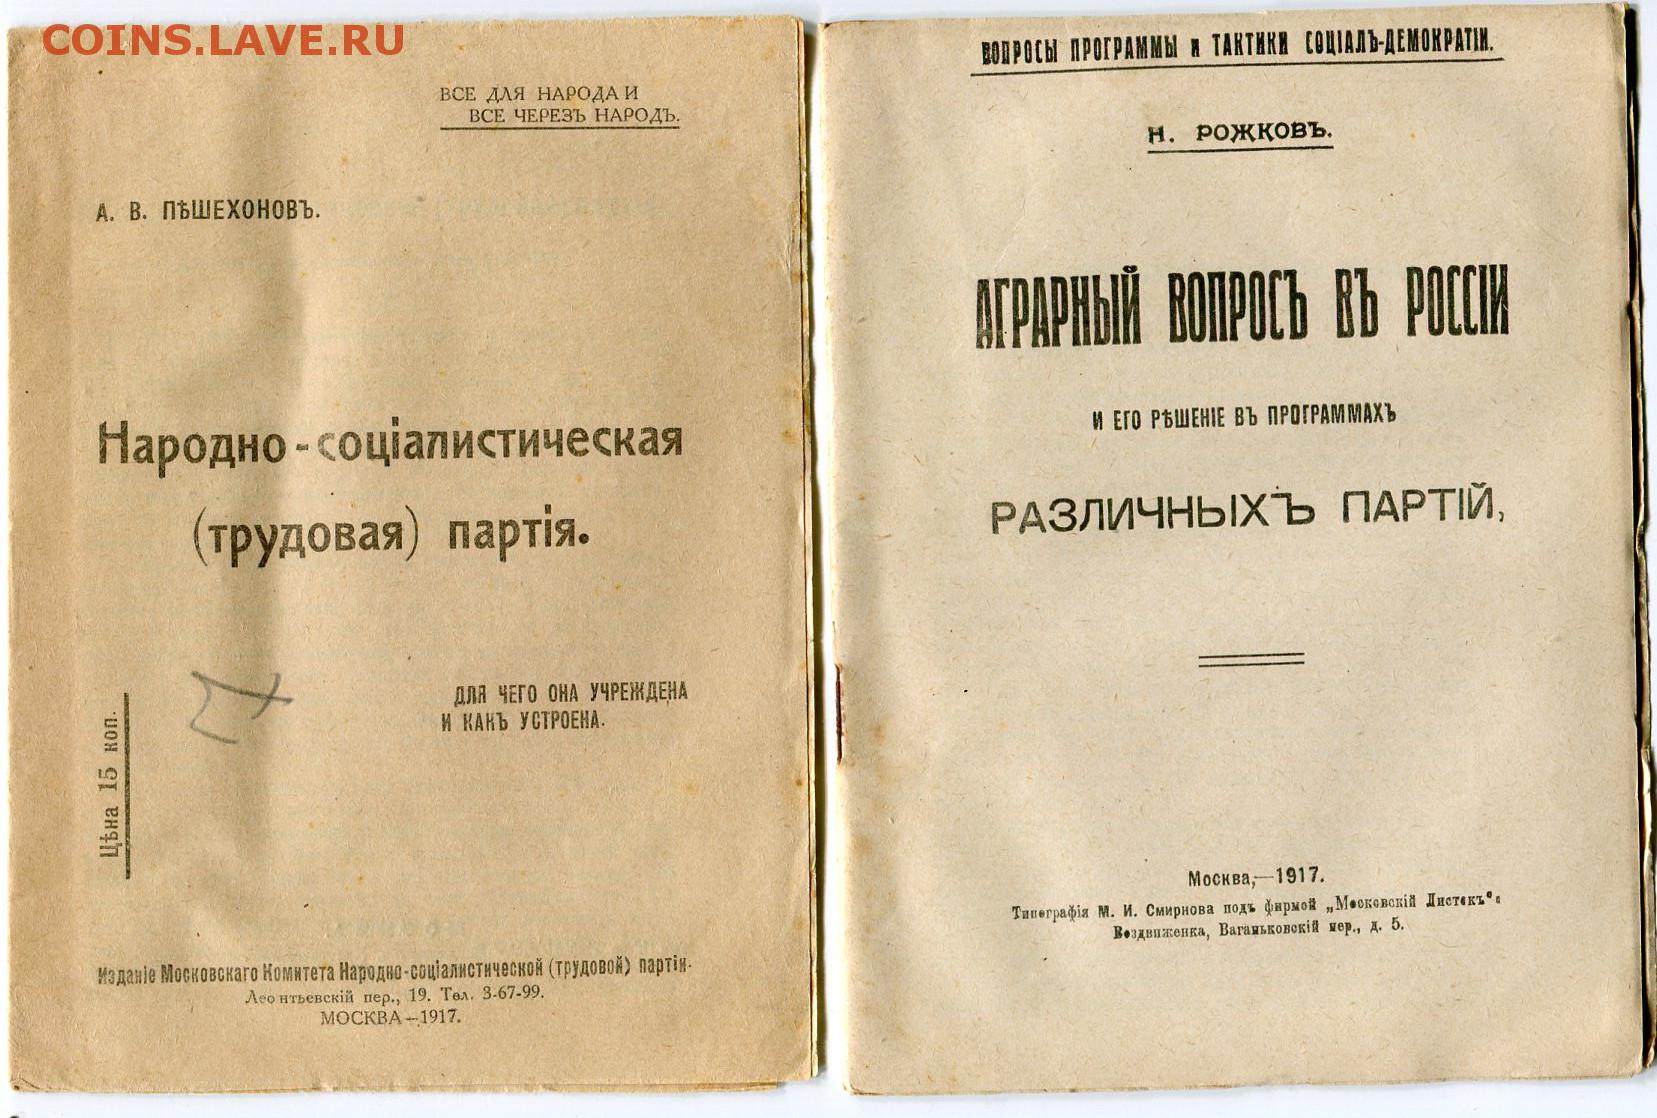 COINS.LAVE.RU
ВСЕ ДЛЯ НАРОДА И
ВСЕ ЧЕРЕЗЪ НАРОДЪ.
А. В. ПѢШЕХОНОВЪ.
Народно-соціалистическая
(трудовая) партія.
ДЛЯ ЧЕГО ОНА УЧРЕЖДЕНА
И КАКЪ УСТРОЕНА.
Цѣна 15 коп.
Изданіе Московскаго Комитета Народно-соціалистической (трудовой) партіи.
Леонтьевскій пер., 19. Тел. 3-67-99.
МОСКВА—1917.
ВОПРОСЫ ПРОГРАММЫ и ТАКТИКИ СОЦІАЛЪ-ДЕМОКРАТІИ.
Н. РОЖКОВЪ.
АГРАРНЫЙ ВОПРОСЪ ВЪ РОССІИ
И ЕГО РѢШЕНІЕ ВЪ ПРОГРАММАХЪ
РАЗЛИЧНЫХЪ ПАРТІЙ,
Москва,—1917.
Типографія М. И. Смирнова подъ фирмой „Московскій Листокъ“
Воздвиженка, Ваганьковскій пер., д. 5.